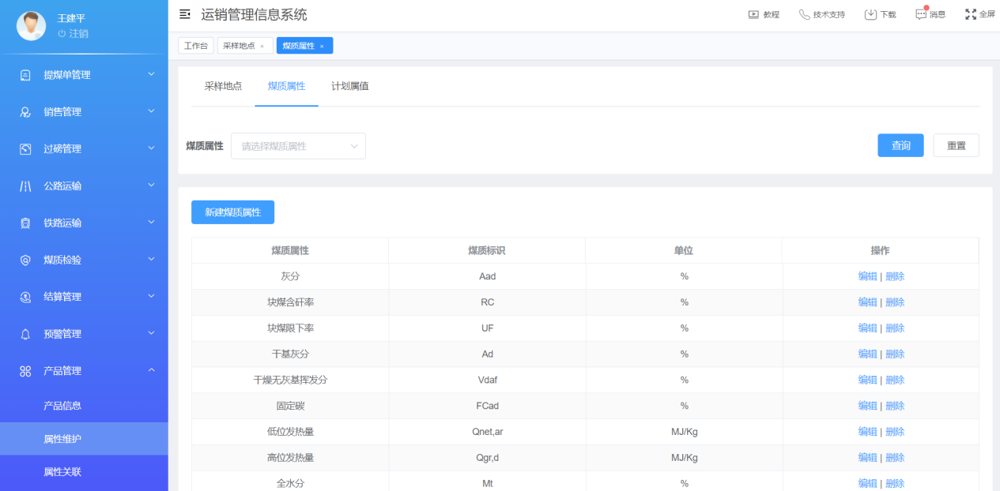 王建平
注销
提煤单管理
销售管理
过磅管理
公路运输
铁路运输
煤质检验
结算管理
预警管理
产品管理
产品信息
属性维护
属性关联
运销管理信息系统
教程 技术支持 下载 消息 全屏
工作台 采样地点 × 煤质属性 ×
采样地点 煤质属性 计划属值
煤质属性 请选择煤质属性 查询 重置
新建煤质属性
煤质属性 煤质标识 单位 操作
灰分 Aad % 编辑 | 删除
块煤含矸率 RC % 编辑 | 删除
块煤限下率 UF % 编辑 | 删除
干基灰分 Ad % 编辑 | 删除
干燥无灰基挥发分 Vdaf % 编辑 | 删除
固定碳 FCad % 编辑 | 删除
低位发热量 Qnet,ar MJ/Kg 编辑 | 删除
高位发热量 Qgr,d MJ/Kg 编辑 | 删除
全水分 Mt % 编辑 | 删除